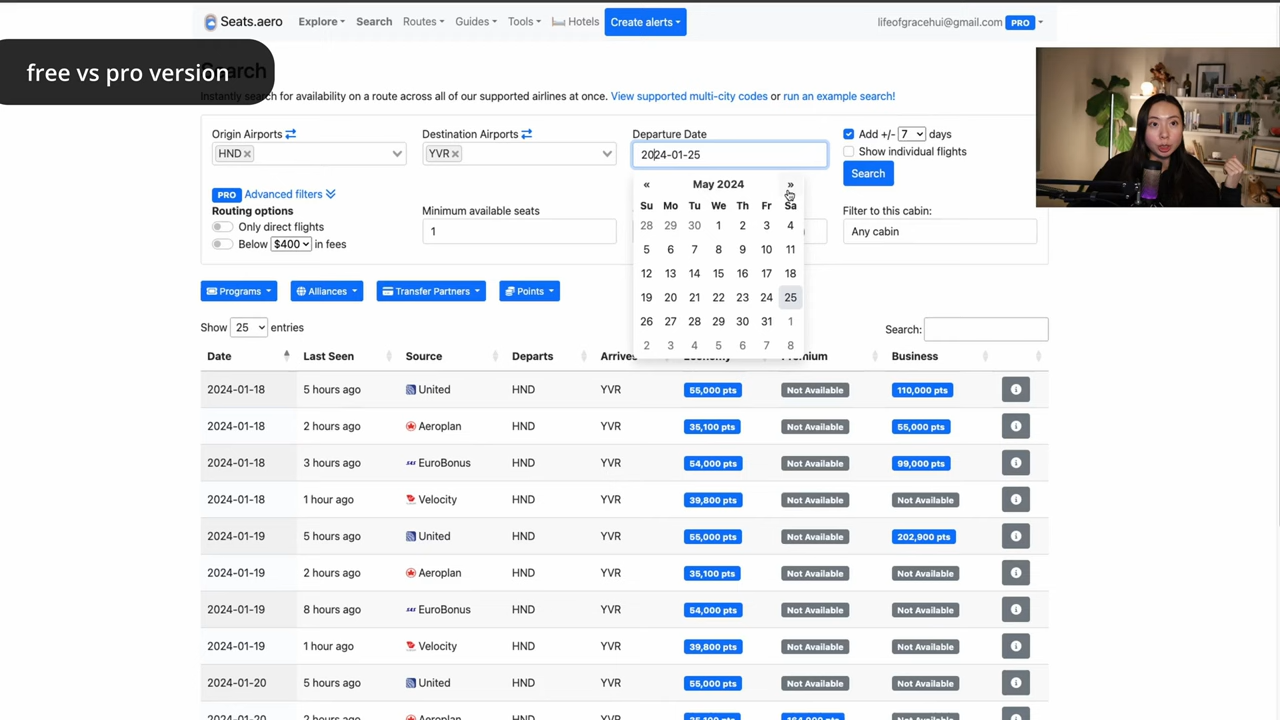 Seats.aero Explore Search Routes Guides Tools Hotels Create alerts lifeofgracehui@gmail.com PRO
free vs pro version
Instantly search for availability on a route across all of our supported airlines at once. View supported multi-city codes or run an example search!
Origin Airports Destination Airports Departure Date Add +/- 7 days
HND YVR 2024-01-25 Show individual flights
Search
« May 2024 »
Su Mo Tu We Th Fr Sa
28 29 30 1 2 3 4
5 6 7 8 9 10 11
12 13 14 15 16 17 18
19 20 21 22 23 24 25
26 27 28 29 30 31 1
2 3 4 5 6 7 8
PRO Advanced filters
Routing options Minimum available seats Filter to this cabin:
Only direct flights 1 Any cabin
Below $400 in fees
Programs Alliances Transfer Partners Points
Show 25 entries Search:
Date Last Seen Source Departs Business
2024-01-18 5 hours ago United HND YVR 55,000 pts Not Available 110,000 pts
2024-01-18 2 hours ago Aeroplan HND YVR 35,100 pts Not Available 55,000 pts
2024-01-18 3 hours ago EuroBonus HND YVR 54,000 pts Not Available 99,000 pts
2024-01-18 1 hour ago Velocity HND YVR 39,800 pts Not Available Not Available
2024-01-19 5 hours ago United HND YVR 55,000 pts Not Available 202,900 pts
2024-01-19 2 hours ago Aeroplan HND YVR 35,100 pts Not Available Not Available
2024-01-19 8 hours ago EuroBonus HND YVR 54,000 pts Not Available Not Available
2024-01-19 1 hour ago Velocity HND YVR 39,800 pts Not Available Not Available
2024-01-20 5 hours ago United HND YVR 55,000 pts Not Available Not Available